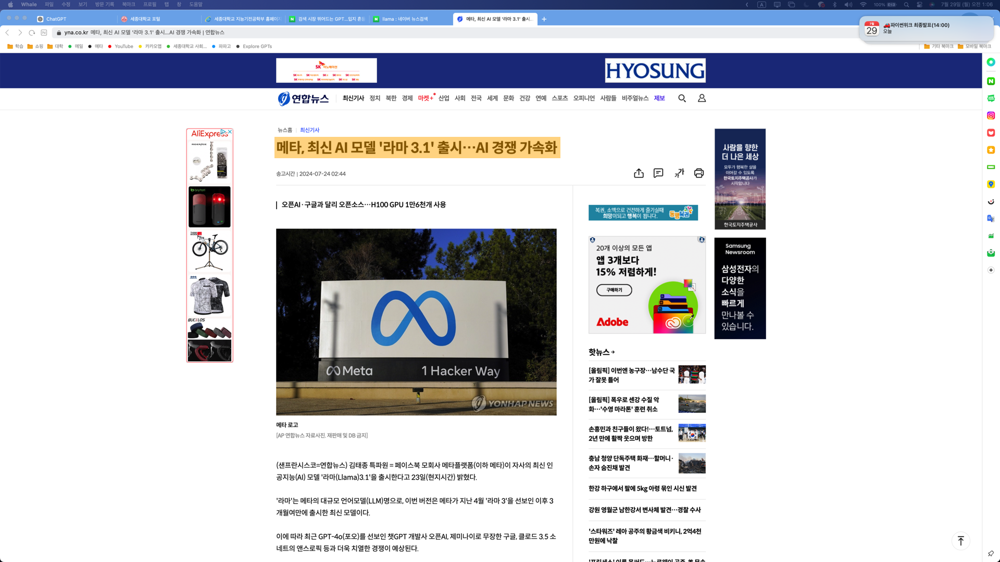 Whale 파일 수정 보기 방문 기록 북마크 프로필 탭 창 도움말
A 100% 7월 29일 (월) 오전 1:06
ChatGPT 세종대학교 포털 세종대학교 지능기전공학부 홈페이지 검색 시장 뛰어드는 GPT...입지 흔들 llama : 네이버 뉴스검색 메타, 최신 AI 모델 '라마 3.1' 출시...
yna.co.kr 메타, 최신 AI 모델 '라마 3.1' 출시...AI 경쟁 가속화 | 연합뉴스
7월
29
파이썬위크 최종발표(14:00)
오늘
학습 쇼핑 대학 메일 에타 YouTube 카카오맵 세종대학교 사회... 파파고 Explore GPTs 기타 북마크 모바일 북마크
SK이노베이션
HYOSUNG
연합뉴스 최신기사 정치 북한 경제 마켓+ 산업 사회 전국 세계 문화 건강 연예 스포츠 오피니언 사람들 비주얼뉴스 제보
뉴스홈 | 최신기사
메타, 최신 AI 모델 '라마 3.1' 출시…AI 경쟁 가속화
송고시간 | 2024-07-24 02:44
가가
오픈AI·구글과 달리 오픈소스…H100 GPU 1만6천개 사용
Meta 1 Hacker Way
YONHAP NEWS
메타 로고
[AP 연합뉴스 자료사진. 재판매 및 DB 금지]
(샌프란시스코=연합뉴스) 김태종 특파원 = 페이스북 모회사 메타플랫폼(이하 메타)이 자사의 최신 인
공지능(AI) 모델 '라마(Llama)3.1'을 출시한다고 23일(현지시간) 밝혔다.
'라마'는 메타의 대규모 언어모델(LLM)명으로, 이번 버전은 메타가 지난 4월 '라마 3'을 선보인 이후 3
개월여만에 출시한 최신 모델이다.
이에 따라 최근 GPT-4o(포오)를 선보인 챗GPT 개발사 오픈AI, 제미나이로 무장한 구글, 클로드 3.5 소
네트의 앤스로픽 등과 더욱 치열한 경쟁이 예상된다.
AliExpress
bryton
BUCKLOS
복권, 소액으로 건전하게 즐기실때
희망이되고 행복이 됩니다.
동행복권
20개 이상의 모든 앱
앱 3개보다
15% 저렴하게!
구매하기
Adobe
핫뉴스
[올림픽] 이번엔 농구장…남수단 국
가 잘못 틀어
[올림픽] 폭우로 센강 수질 악
화…'수영 마라톤' 훈련 취소
손흥민과 친구들이 왔다!…토트넘,
2년 만에 활짝 웃으며 방한
충남 청양 단독주택 화재…할머니·
손자 숨진채 발견
한강 하구에서 팔에 5kg 아령 묶인 시신 발견
강원 영월군 남한강서 변사체 발견…경찰 수사
'스타워즈' 레아 공주의 황금색 비키니, 2억4천
만원에 낙찰
사람을 향한
더 나은 세상
모두가 행복한 삶을
이어갈 수 있도록
한국토지주택공사가
시작합니다
한국토지주택공사
Samsung
Newsroom
삼성전자의
다양한
소식을
빠르게
만나볼 수
있습니다.